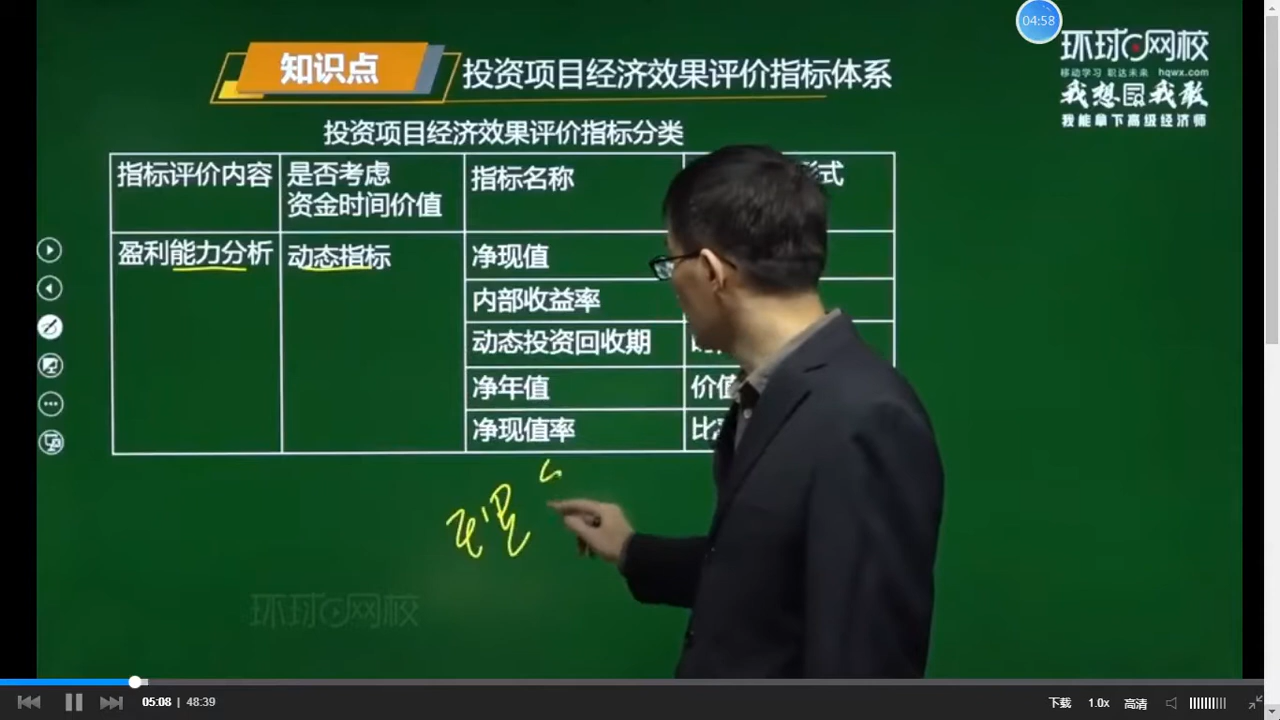 04:58
环球网校
移动学习 职达未来 hqwx.com
我想我敢
我能拿下高级经济师
知识点
投资项目经济效果评价指标体系
投资项目经济效果评价指标分类
指标评价内容
是否考虑
资金时间价值
指标名称
形式
盈利能力分析
动态指标
净现值
内部收益率
动态投资回收期
净年值
价值
净现值率
比
环球网校
05:08 | 48:39
下载
1.0x
高清